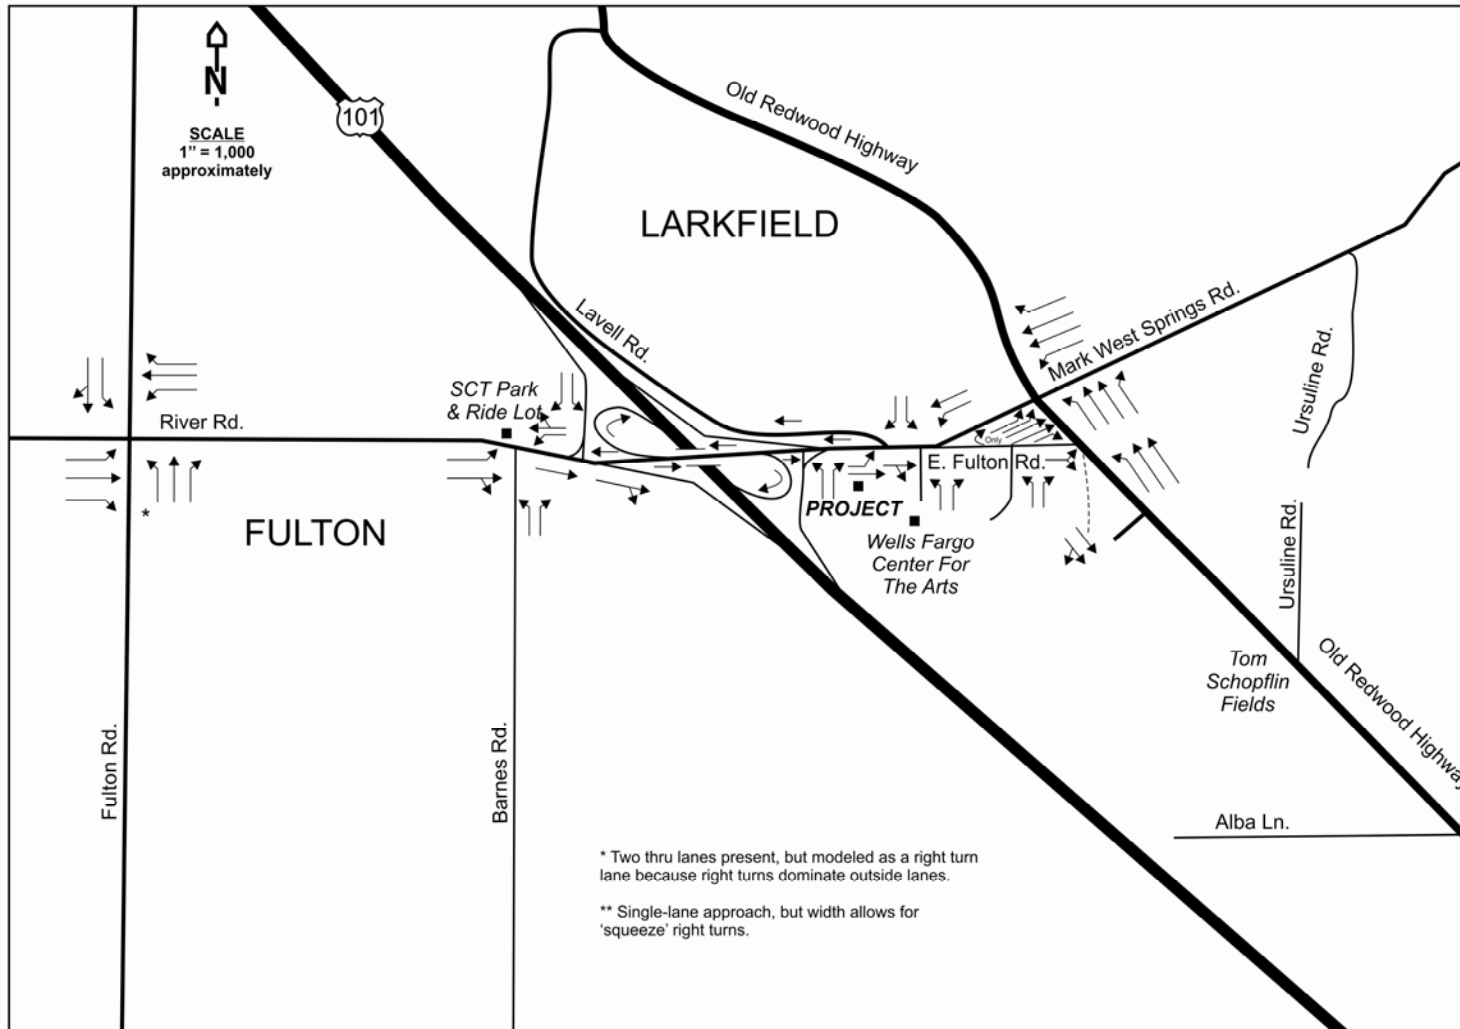 N
SCALE
1” = 1,000
approximately
101
Old Redwood Highway
LARKFIELD
Lavell Rd.
Mark West Springs Rd.
Ursuline Rd.
SCT Park
& Ride Lot
River Rd.
Only
E. Fulton Rd.
PROJECT
*
FULTON
Wells Fargo
Center For
The Arts
Ursuline Rd.
Tom
Schopflin
Fields
Old Redwood Highway
Fulton Rd.
Barnes Rd.
Alba Ln.
* Two thru lanes present, but modeled as a right turn
lane because right turns dominate outside lanes.
** Single-lane approach, but width allows for
‘squeeze’ right turns.